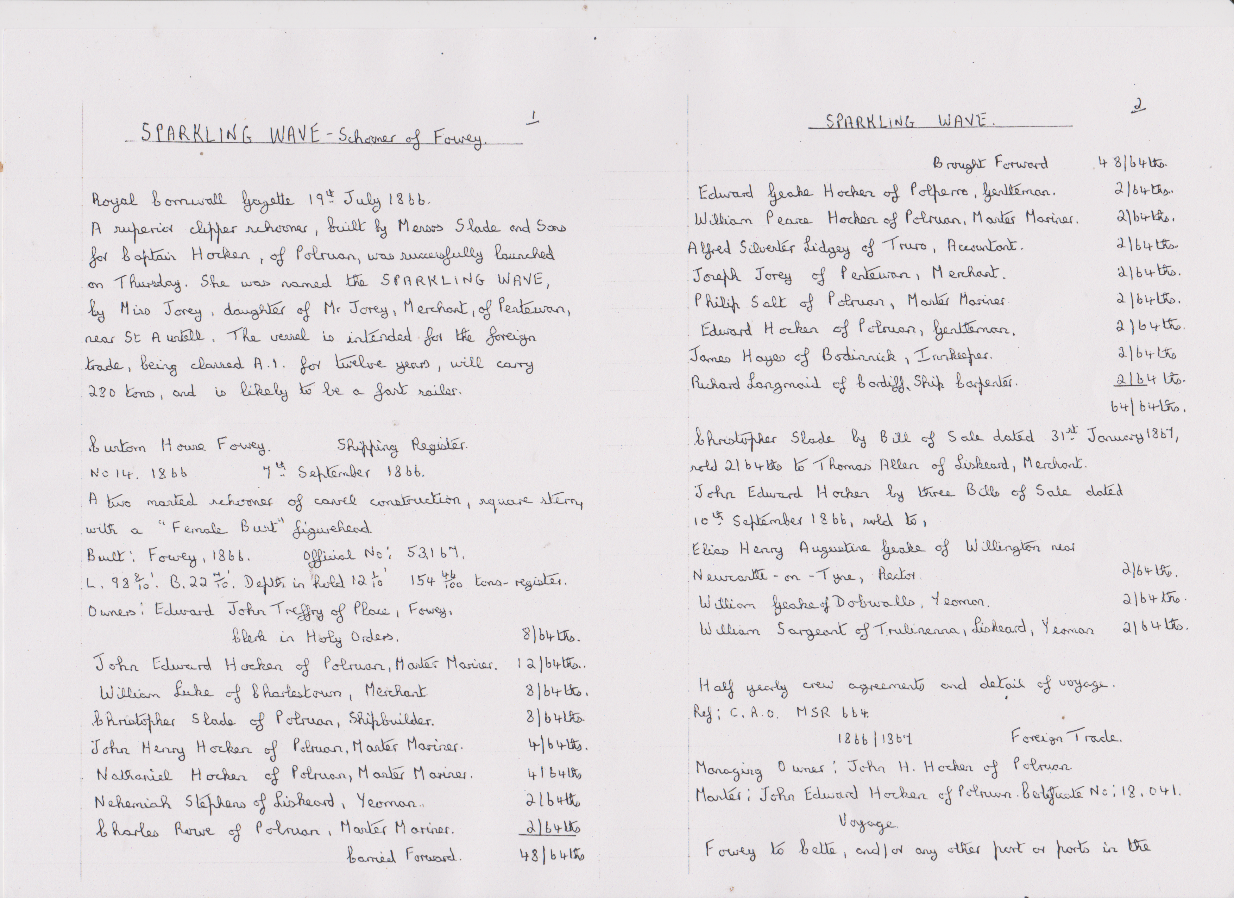 1
SPARKLING WAVE - Schooner of Fowey.
Royal Cornwall Gazette 19th July 1866.
A superior clipper schooner, built by Messrs Slade and Sons
for Captain Hocken, of Polruan, was successfully launched
on Thursday. She was named the SPARKLING WAVE,
by Miss Jorey, daughter of Mr Jorey, Merchant, of Pentewan,
near St Austell. The vessel is intended for the foreign
trade, being classed A.1. for twelve years, will carry
230 tons, and is likely to be a fast sailer.
Custom House Fowey. Shipping Register.
No 14. 1866 7th September 1866.
A two masted schooner of carvel construction, square stern,
with a "Female Bust" figurehead.
Built: Fowey, 1866. Official No: 53,167.
L. 98 8/10'. B. 22 7/10'. Depth in hold 12 1/10' 154 46/100 tons-register.
Owners: Edward John Treffry of Place, Fowey,
Clerk in Holy Orders. 8/64ths.
John Edward Hocken of Polruan, Master Mariner. 12/64ths.
William Luke of Charlestown, Merchant 8/64ths.
Christopher Slade of Polruan, Shipbuilder. 8/64ths.
John Henry Hocken of Polruan, Master Mariner. 4/64ths.
Nathaniel Hocken of Polruan, Master Mariner. 4/64ths
Nehemiah Stephens of Liskeard, Yeoman. 2/64ths
Charles Rowe of Polruan, Master Mariner. 2/64ths
Carried Forward. 48/64ths
2
SPARKLING WAVE.
Brought Forward 48/64ths.
Edward Geake Hocken of Polperro, Gentleman. 2/64ths.
William Pearce Hocken of Polruan, Master Mariner. 2/64ths.
Alfred Silvester Lidgey of Truro, Accountant. 2/64ths.
Joseph Jorey of Pentewan, Merchant. 2/64ths.
Philip Salt of Polruan, Master Mariner. 2/64ths.
Edward Hocken of Polruan, Gentleman. 2/64ths.
James Hayes of Bodinnick, Innkeeper. 2/64ths
Richard Langmaid of Cardiff, Ship Carpenter. 2/64ths.
64/64ths.
Christopher Slade by Bill of Sale dated 31st January 1867,
sold 2/64ths to Thomas Allen of Liskeard, Merchant.
John Edward Hocken by three Bills of Sale dated
10th September 1866, sold to,
Elias Henry Augustine Geake of Willington near
Newcastle-on-Tyne, Rector. 2/64ths.
William Geake of Dobwalls, Yeoman. 2/64ths.
William Sargeant of Liskeard, Yeoman 2/64ths.
Half yearly crew agreements and detail of voyage.
Ref; C.A.O. MSR 664.
1866/1867 Foreign Trade.
Managing Owner: John H. Hocken of Polruan
Master; John Edward Hocken of Polruan. Certificate No; 18,041.
Voyage.
Fowey to Cette, and/or any other port or ports in the